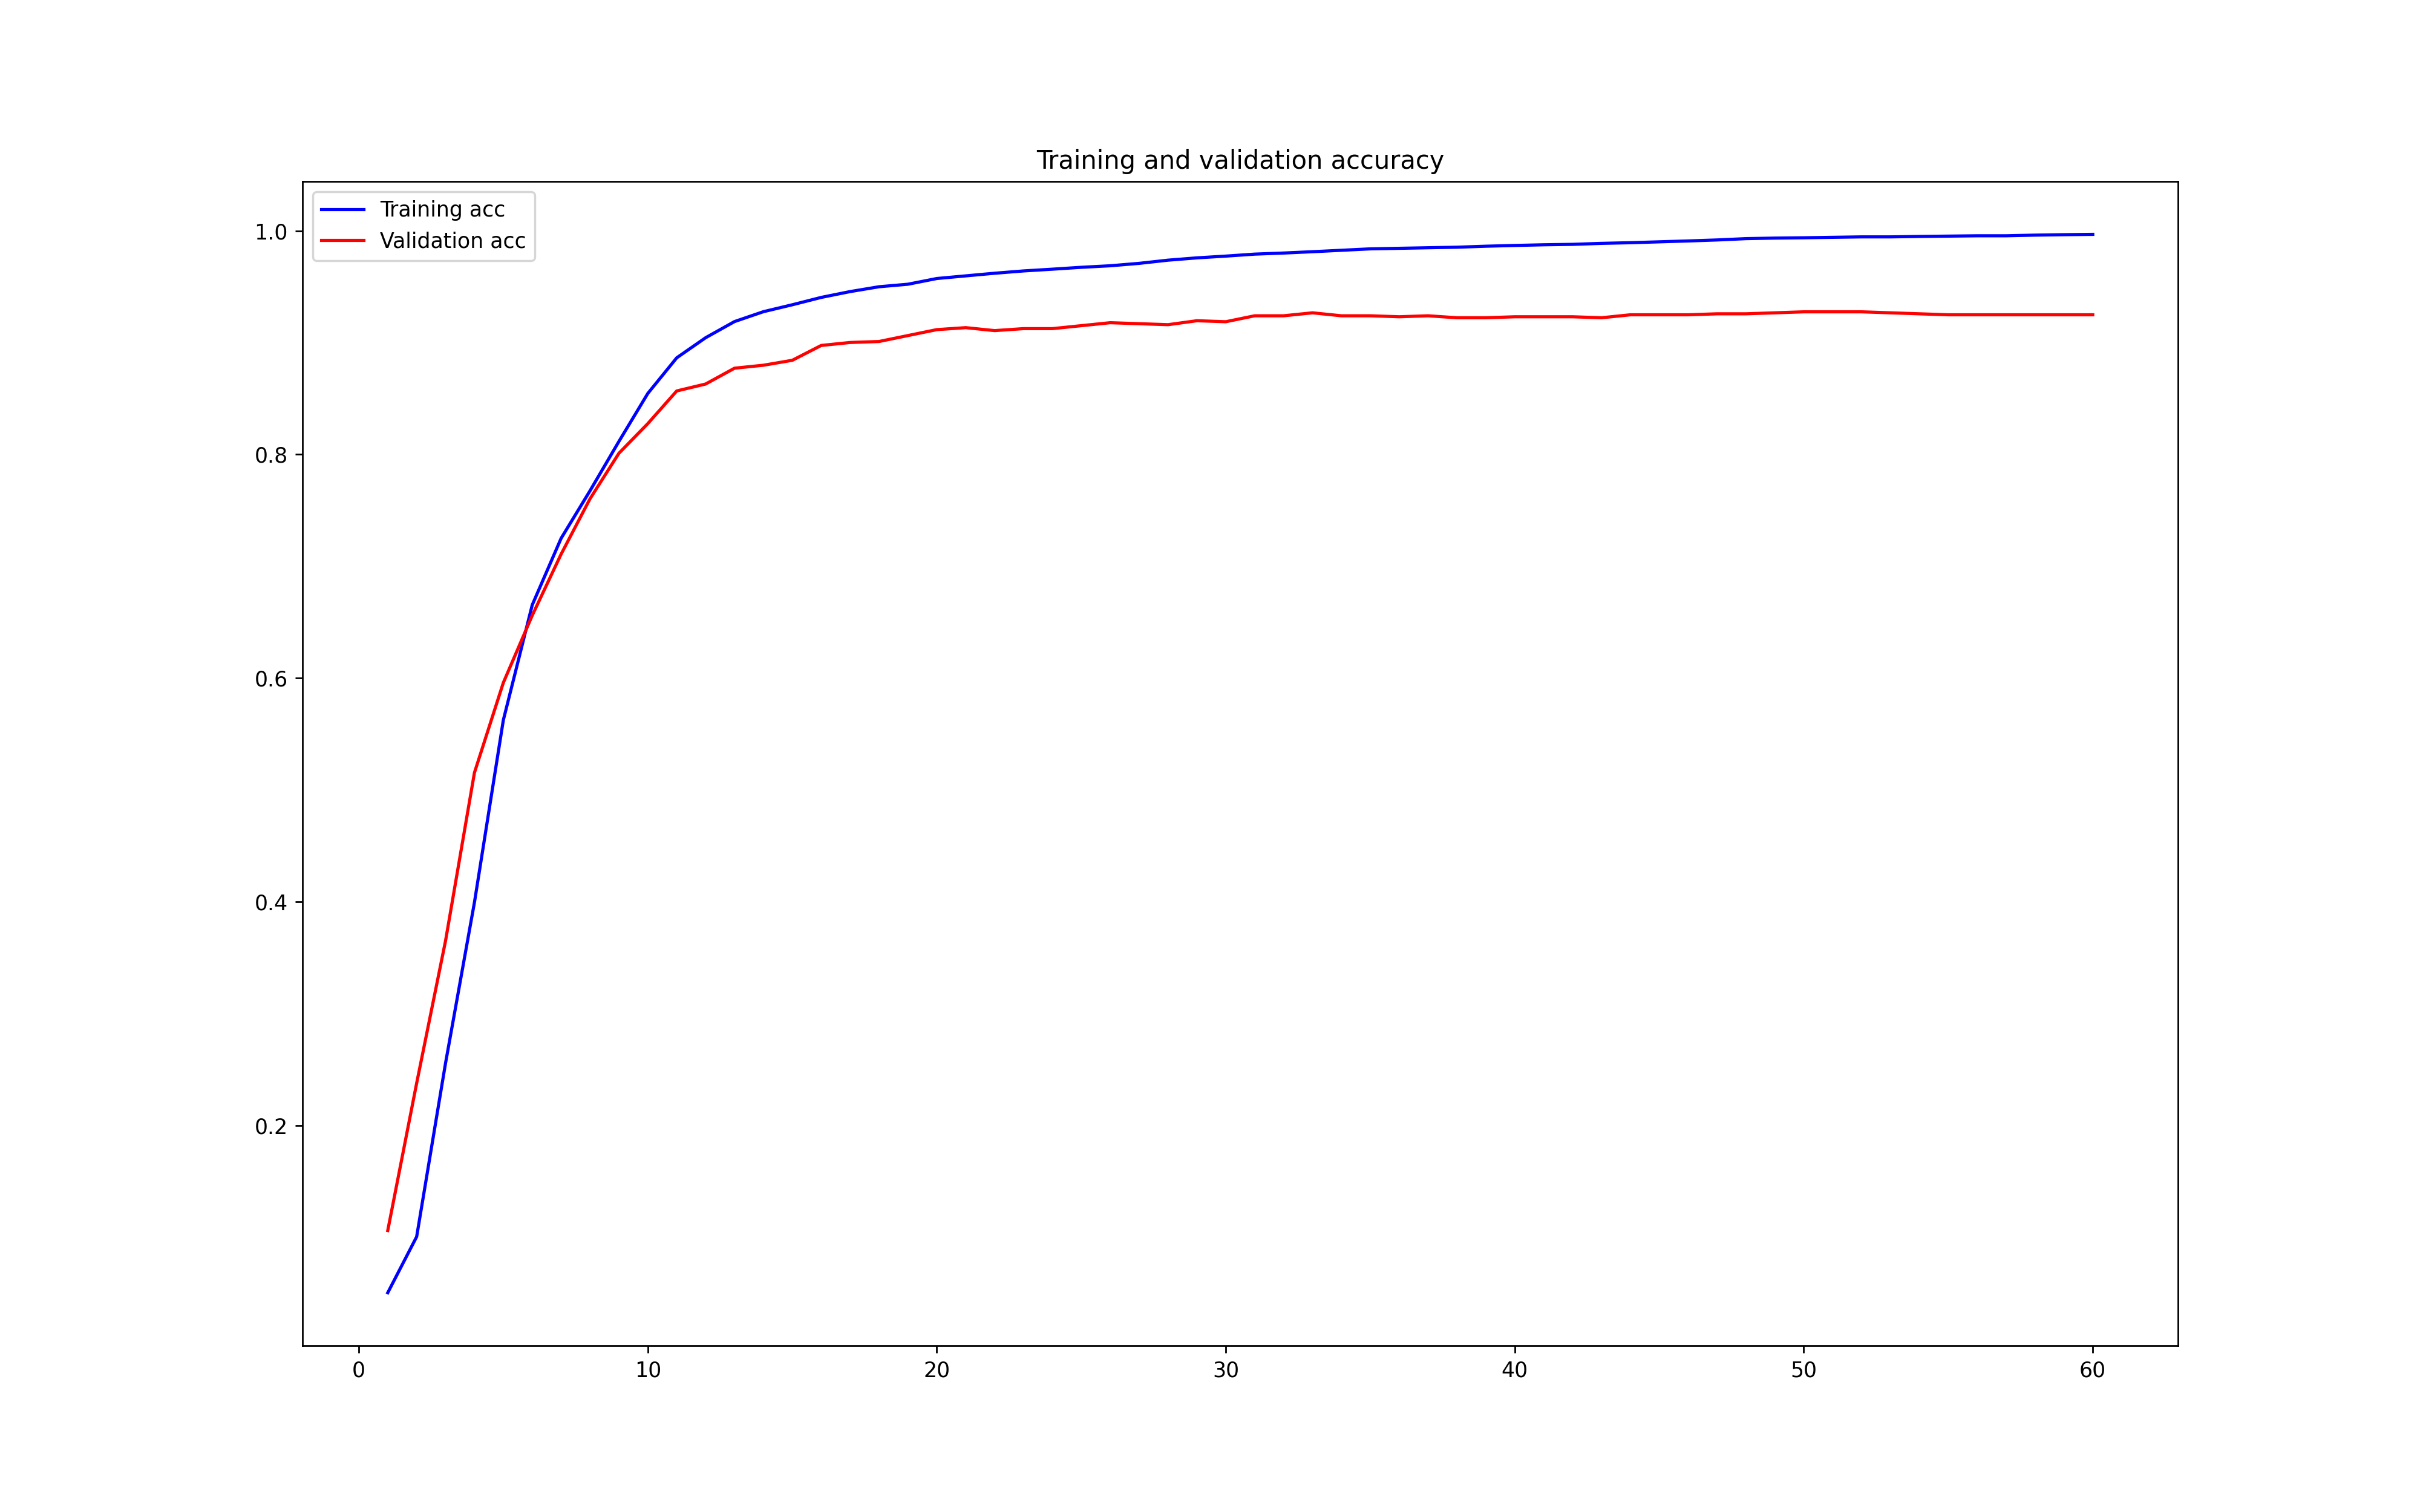 Training and validation accuracy
Training acc
Validation acc
1.0
0.8
0.6
0.4
0.2
0 10 20 30 40 50 60